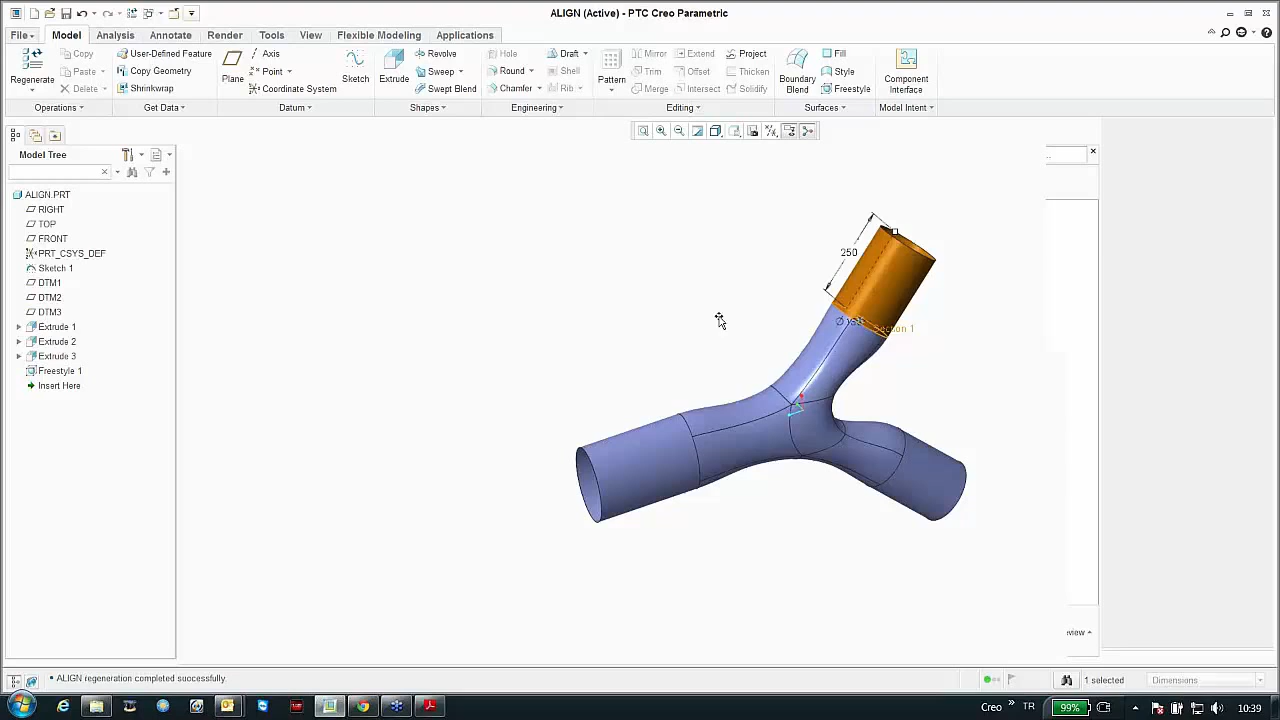 ALIGN (Active) - PTC Creo Parametric
File Model Analysis Annotate Render Tools View Flexible Modeling Applications
Regenerate Copy Paste Delete User-Defined Feature Copy Geometry Shrinkwrap Plane Axis Point Coordinate System Sketch Extrude Revolve Sweep Swept Blend Hole Round Chamfer Draft Shell Rib Pattern Mirror Extend Project Trim Offset Thicken Merge Intersect Solidify Boundary Blend Fill Style Freestyle Component Interface
Operations Get Data Datum Shapes Engineering Editing Surfaces Model Intent
Model Tree
ALIGN.PRT
RIGHT
TOP
FRONT
PRT_CSYS_DEF
Sketch 1
DTM1
DTM2
DTM3
Extrude 1
Extrude 2
Extrude 3
Freestyle 1
Insert Here
250
Section 1
ALIGN regeneration completed successfully
1 selected
Dimensions
Creo
TR
99%
10:39